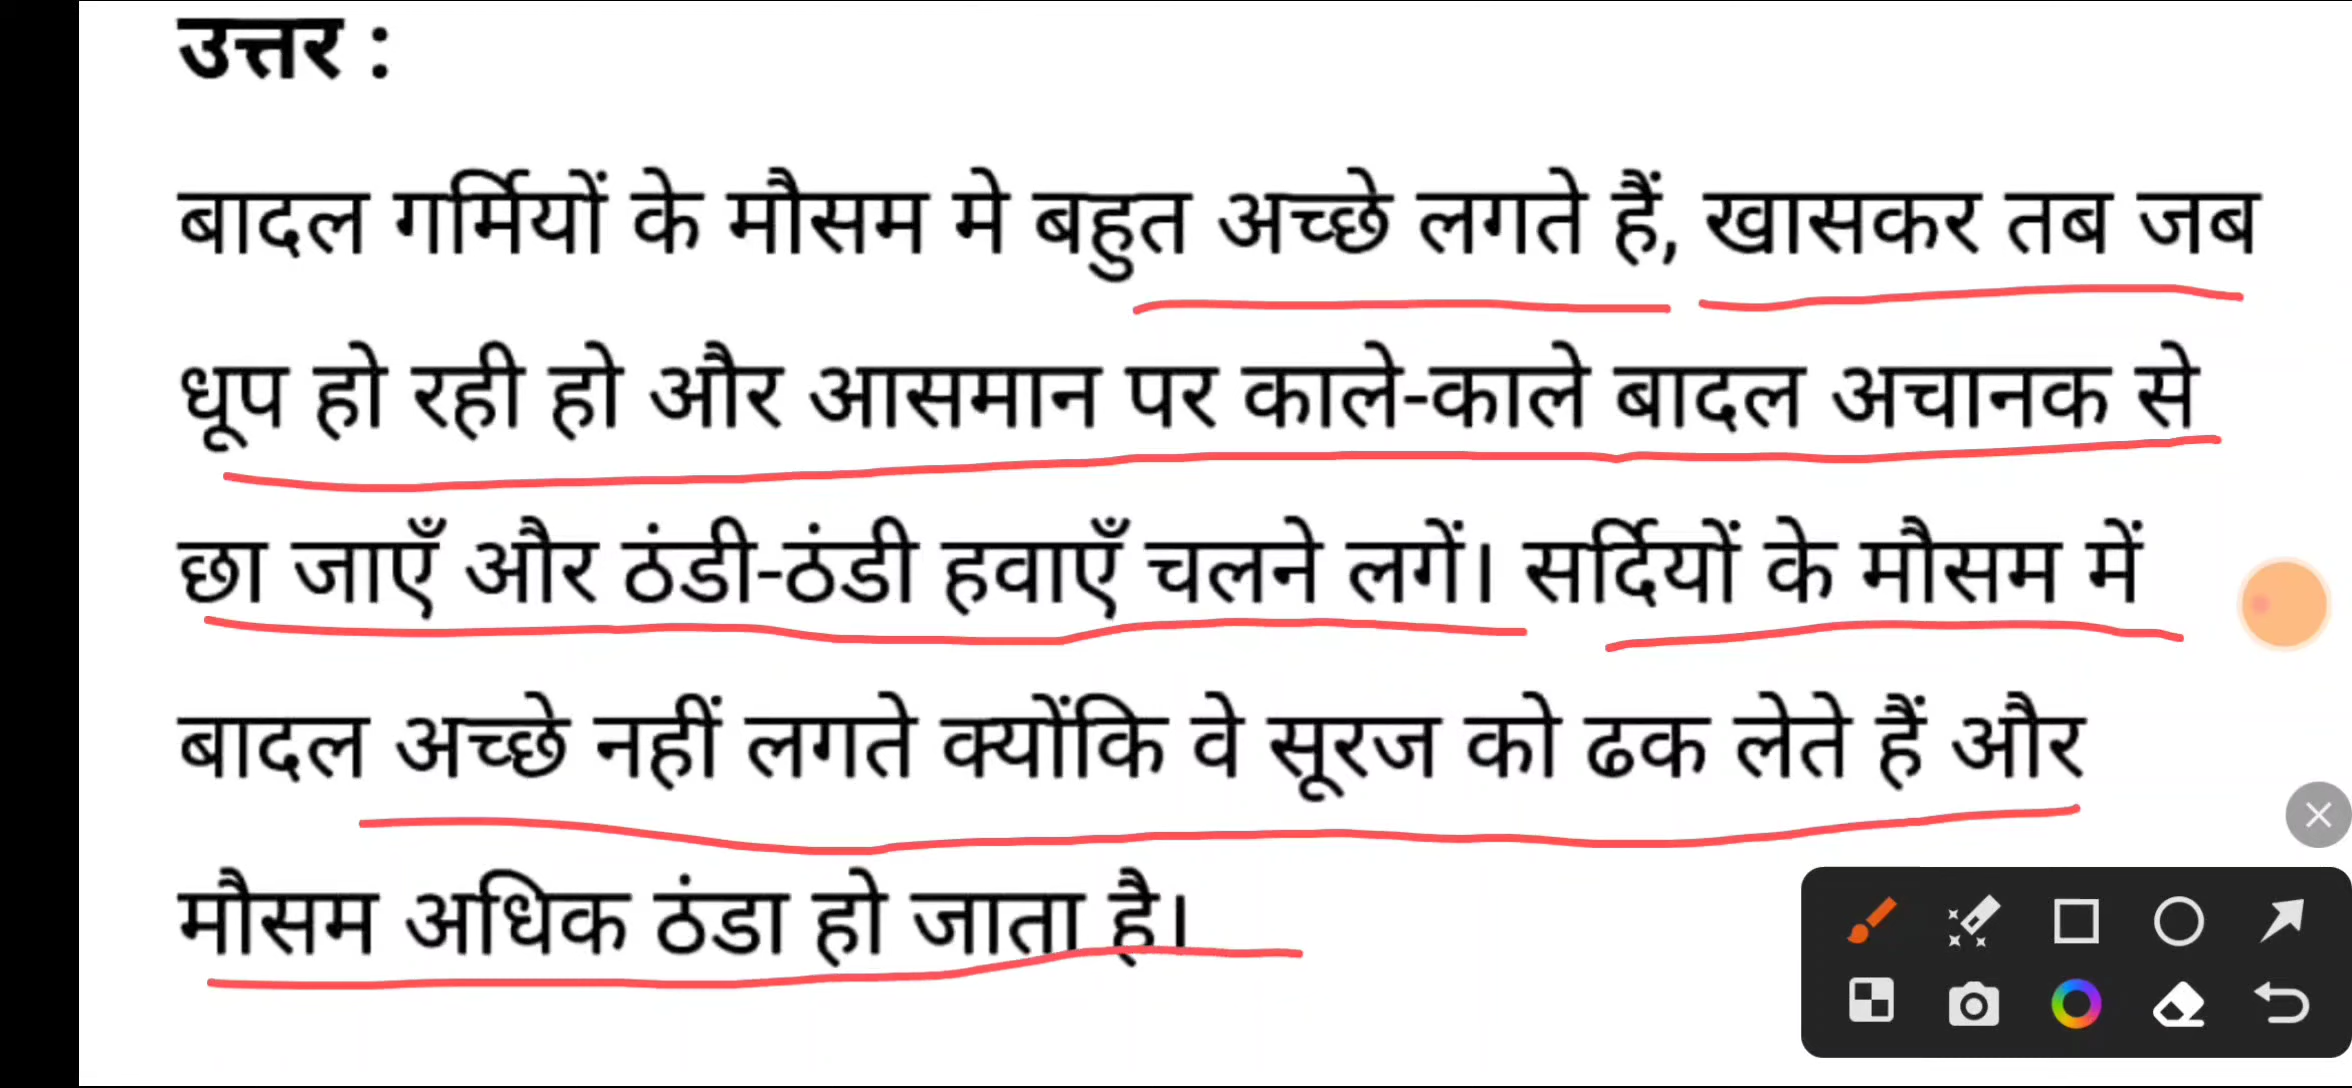 उत्तर :
बादल गर्मियों के मौसम मे बहुत अच्छे लगते हैं, खासकर तब जब
धूप हो रही हो और आसमान पर काले-काले बादल अचानक से
छा जाएँ और ठंडी-ठंडी हवाएँ चलने लगें। सर्दियों के मौसम में
बादल अच्छे नहीं लगते क्योंकि वे सूरज को ढक लेते हैं और
मौसम अधिक ठंडा हो जाता है।